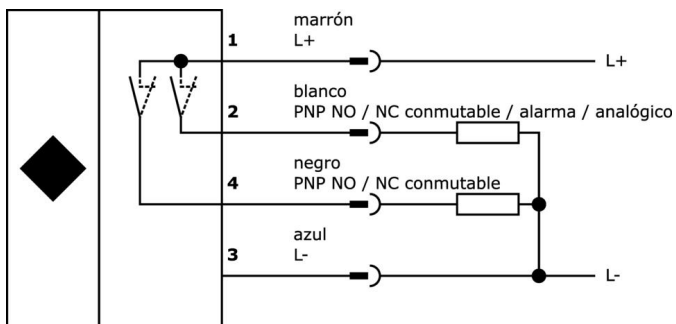 marrón
1 L+ L+
blanco
2 PNP NO / NC conmutable / alarma / analógico
negro
4 PNP NO / NC conmutable
azul
3 L- L-